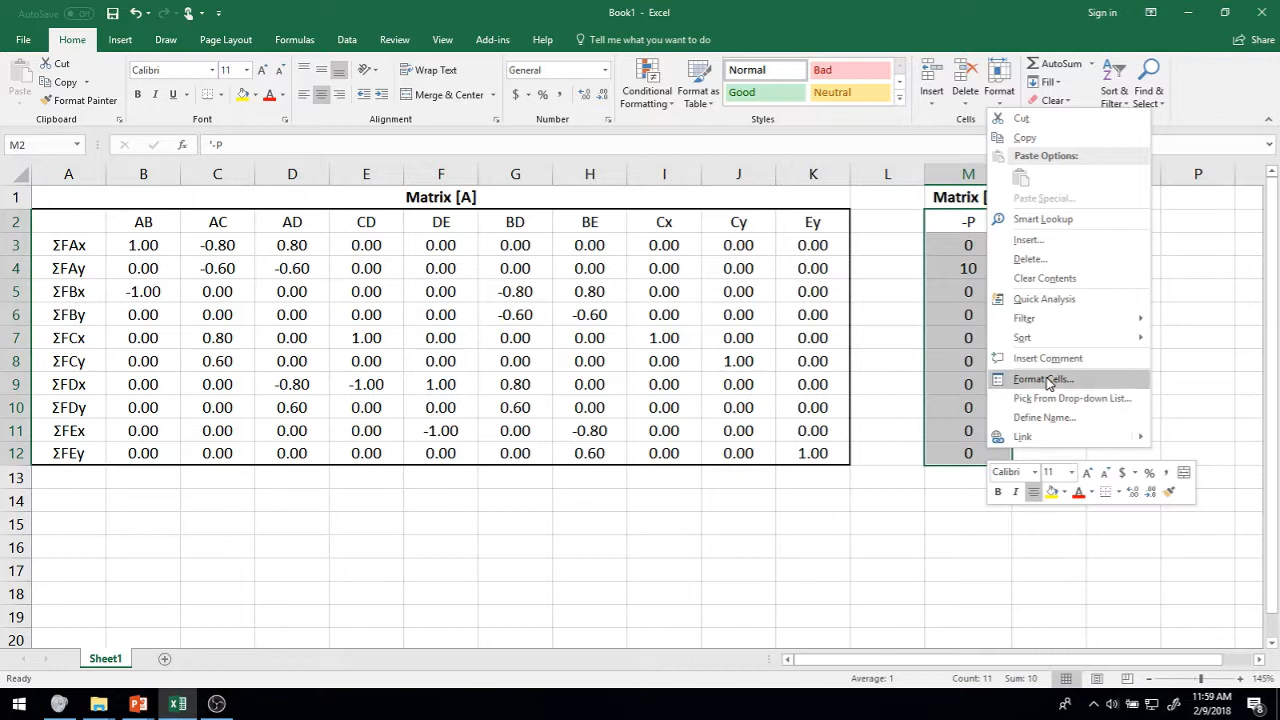 AutoSave Off
Book1 - Excel
Sign in
File Home Insert Draw Page Layout Formulas Data Review View Add-ins Help Tell me what you want to do Share
Paste
Cut
Copy
Format Painter
Clipboard
Calibri 11
B I U
Font
Wrap Text
Merge & Center
Alignment
General
$ % ,
Number
Conditional Formatting
Format as Table
Normal Bad
Good Neutral
Styles
Insert Delete Format
Cells
AutoSum
Fill
Clear
Sort & Filter
Find & Select
M2 fx '-P
A B C D E F G H I J K L M P
1 Matrix [A] Matrix [
2 AB AC AD CD DE BD BE Cx Cy Ey -P
3 ΣFAx 1.00 -0.80 0.80 0.00 0.00 0.00 0.00 0.00 0.00 0.00 0
4 ΣFAy 0.00 -0.60 -0.60 0.00 0.00 0.00 0.00 0.00 0.00 0.00 10
5 ΣFBx -1.00 0.00 0.00 0.00 0.00 -0.80 0.80 0.00 0.00 0.00 0
6 ΣFBy 0.00 0.00 0.00 0.00 0.00 -0.60 -0.60 0.00 0.00 0.00 0
7 ΣFCx 0.00 0.80 0.00 1.00 0.00 0.00 0.00 1.00 0.00 0.00 0
8 ΣFCy 0.00 0.60 0.00 0.00 0.00 0.00 0.00 0.00 1.00 0.00 0
9 ΣFDx 0.00 0.00 -0.80 -1.00 1.00 0.80 0.00 0.00 0.00 0.00 0
10 ΣFDy 0.00 0.00 0.60 0.00 0.00 0.60 0.00 0.00 0.00 0.00 0
11 ΣFEx 0.00 0.00 0.00 0.00 -1.00 0.00 -0.80 0.00 0.00 0.00 0
12 ΣFEy 0.00 0.00 0.00 0.00 0.00 0.00 0.60 0.00 0.00 1.00 0
13
14
15
16
17
18
19
20
Cut
Copy
Paste Options:
Paste Special...
Smart Lookup
Insert...
Delete...
Clear Contents
Quick Analysis
Filter
Sort
Insert Comment
Format Cells...
Pick From Drop-down List...
Define Name...
Link
Calibri 11 $ % ,
B I A
Sheet1
Ready
Average: 1 Count: 11 Sum: 10 145%
11:59 AM
2/9/2018
8